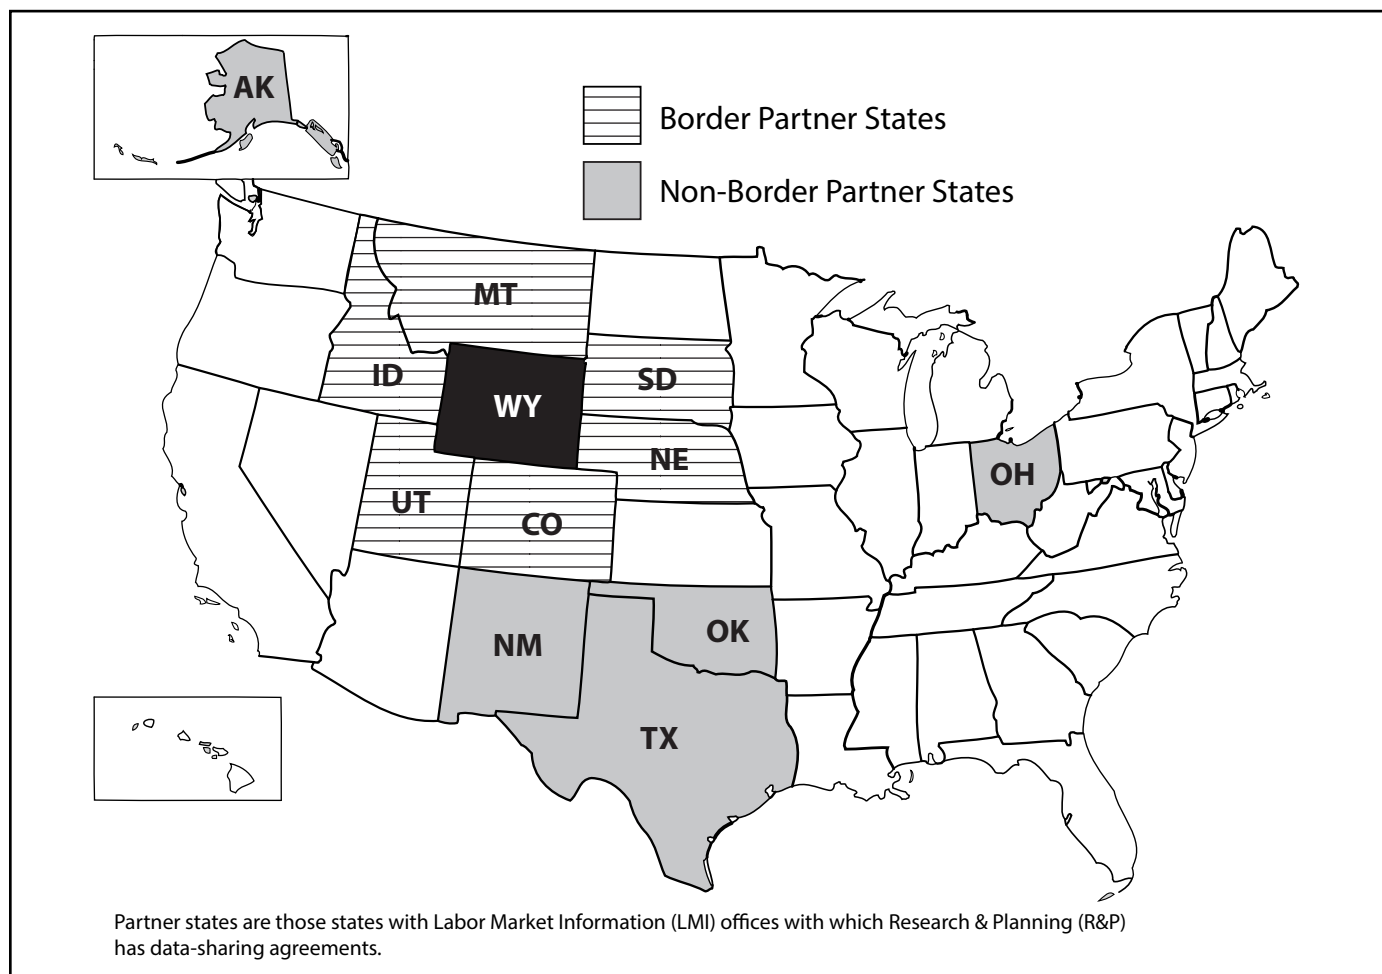 AK
Border Partner States
Non-Border Partner States
MT
ID
SD
WY
NE
OH
UT
CO
OK
NM
TX
Partner states are those states with Labor Market Information (LMI) offices with which Research & Planning (R&P)
has data-sharing agreements.